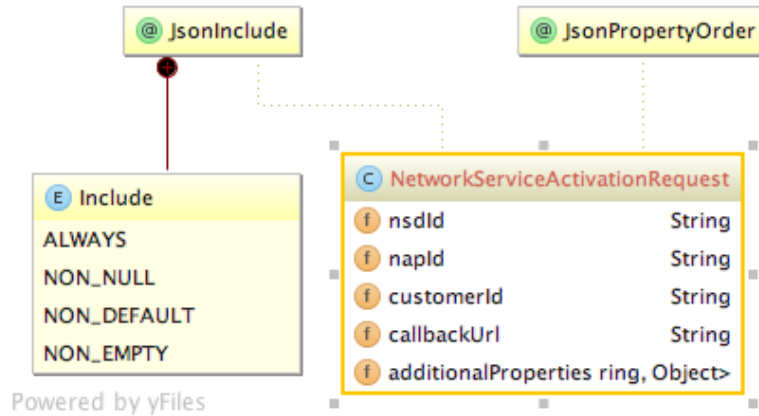 @ JsonInclude
@ JsonPropertyOrder
E Include
ALWAYS
NON_NULL
NON_DEFAULT
NON_EMPTY
C NetworkServiceActivationRequest
f nsdId String
f napId String
f customerId String
f callbackUrl String
f additionalProperties ring, Object>
Powered by yFiles